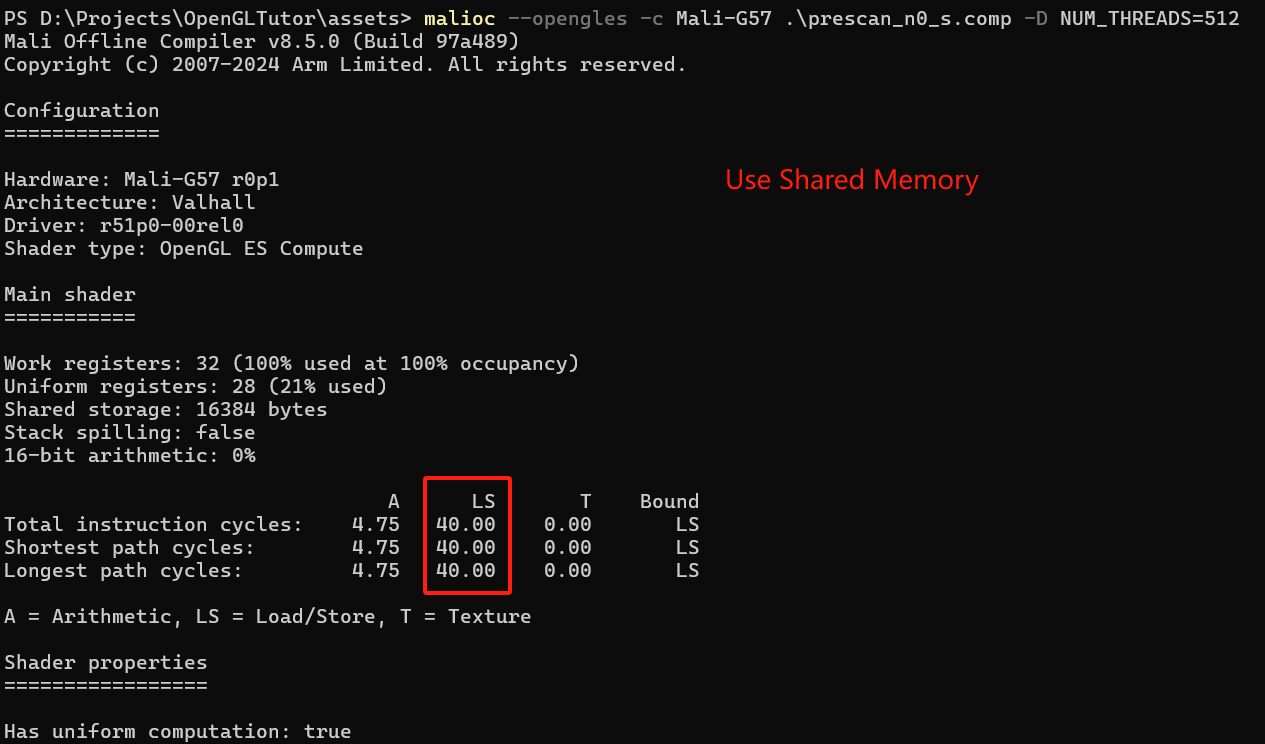 PS D:\Projects\OpenGLTutor\assets> malioc --opengles -c Mali-G57 .\prescan_n0_s.comp -D NUM_THREADS=512
Mali Offline Compiler v8.5.0 (Build 97a489)
Copyright (c) 2007-2024 Arm Limited. All rights reserved.

Configuration
=============

Hardware: Mali-G57 r0p1
Use Shared Memory
Architecture: Valhall
Driver: r51p0-00rel0
Shader type: OpenGL ES Compute

Main shader
===========

Work registers: 32 (100% used at 100% occupancy)
Uniform registers: 28 (21% used)
Shared storage: 16384 bytes
Stack spilling: false
16-bit arithmetic: 0%

A LS T Bound
Total instruction cycles: 4.75 40.00 0.00 LS
Shortest path cycles: 4.75 40.00 0.00 LS
Longest path cycles: 4.75 40.00 0.00 LS

A = Arithmetic, LS = Load/Store, T = Texture

Shader properties
=================

Has uniform computation: true